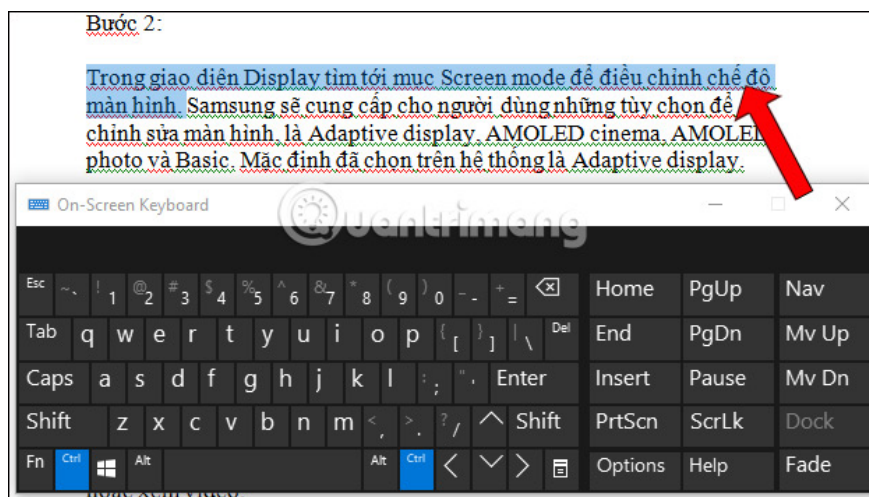 Bước 2:
Trong giao diện Display tìm tới mục Screen mode để điều chỉnh chế độ
màn hình. Samsung sẽ cung cấp cho người dùng những tùy chọn để
chỉnh sửa màn hình, là Adaptive display, AMOLED cinema, AMOLED
photo và Basic. Mặc định đã chọn trên hệ thống là Adaptive display.
On-Screen Keyboard
Quantrimang
Esc ~ ` ! 1 @ 2 # 3 $ 4 % 5 ^ 6 & 7 * 8 ( 9 ) 0 _ - + = Home PgUp Nav
Tab q w e r t y u i o p { [ } ] | \ Del End PgDn Mv Up
Caps a s d f g h j k l : ; " ' Enter Insert Pause Mv Dn
Shift z x c v b n m < , > . ? / Shift PrtScn ScrLk Dock
Fn Ctrl Alt Alt Ctrl Options Help Fade
hoặc xem video.